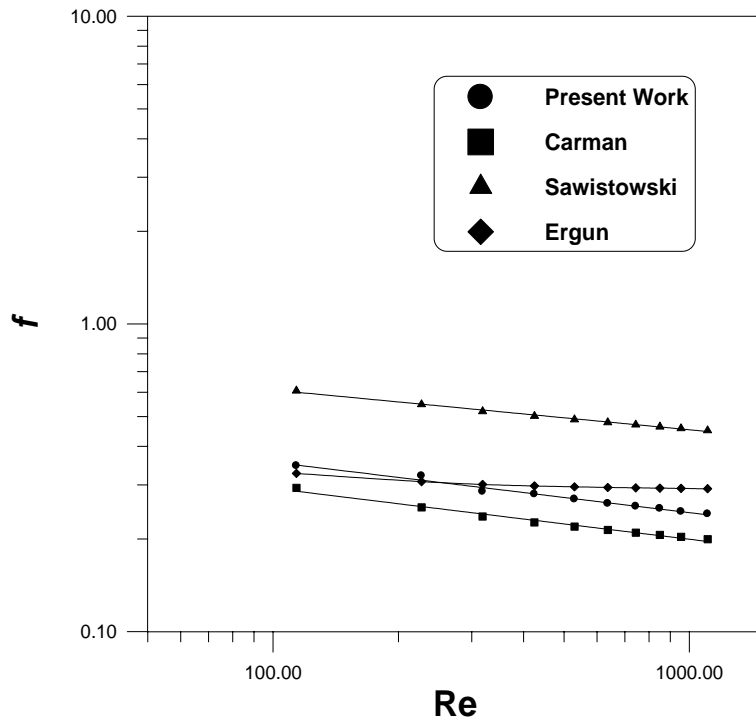 10.00
Present Work
Carman
Sawistowski
Ergun
f
1.00
0.10
100.00
1000.00
Re